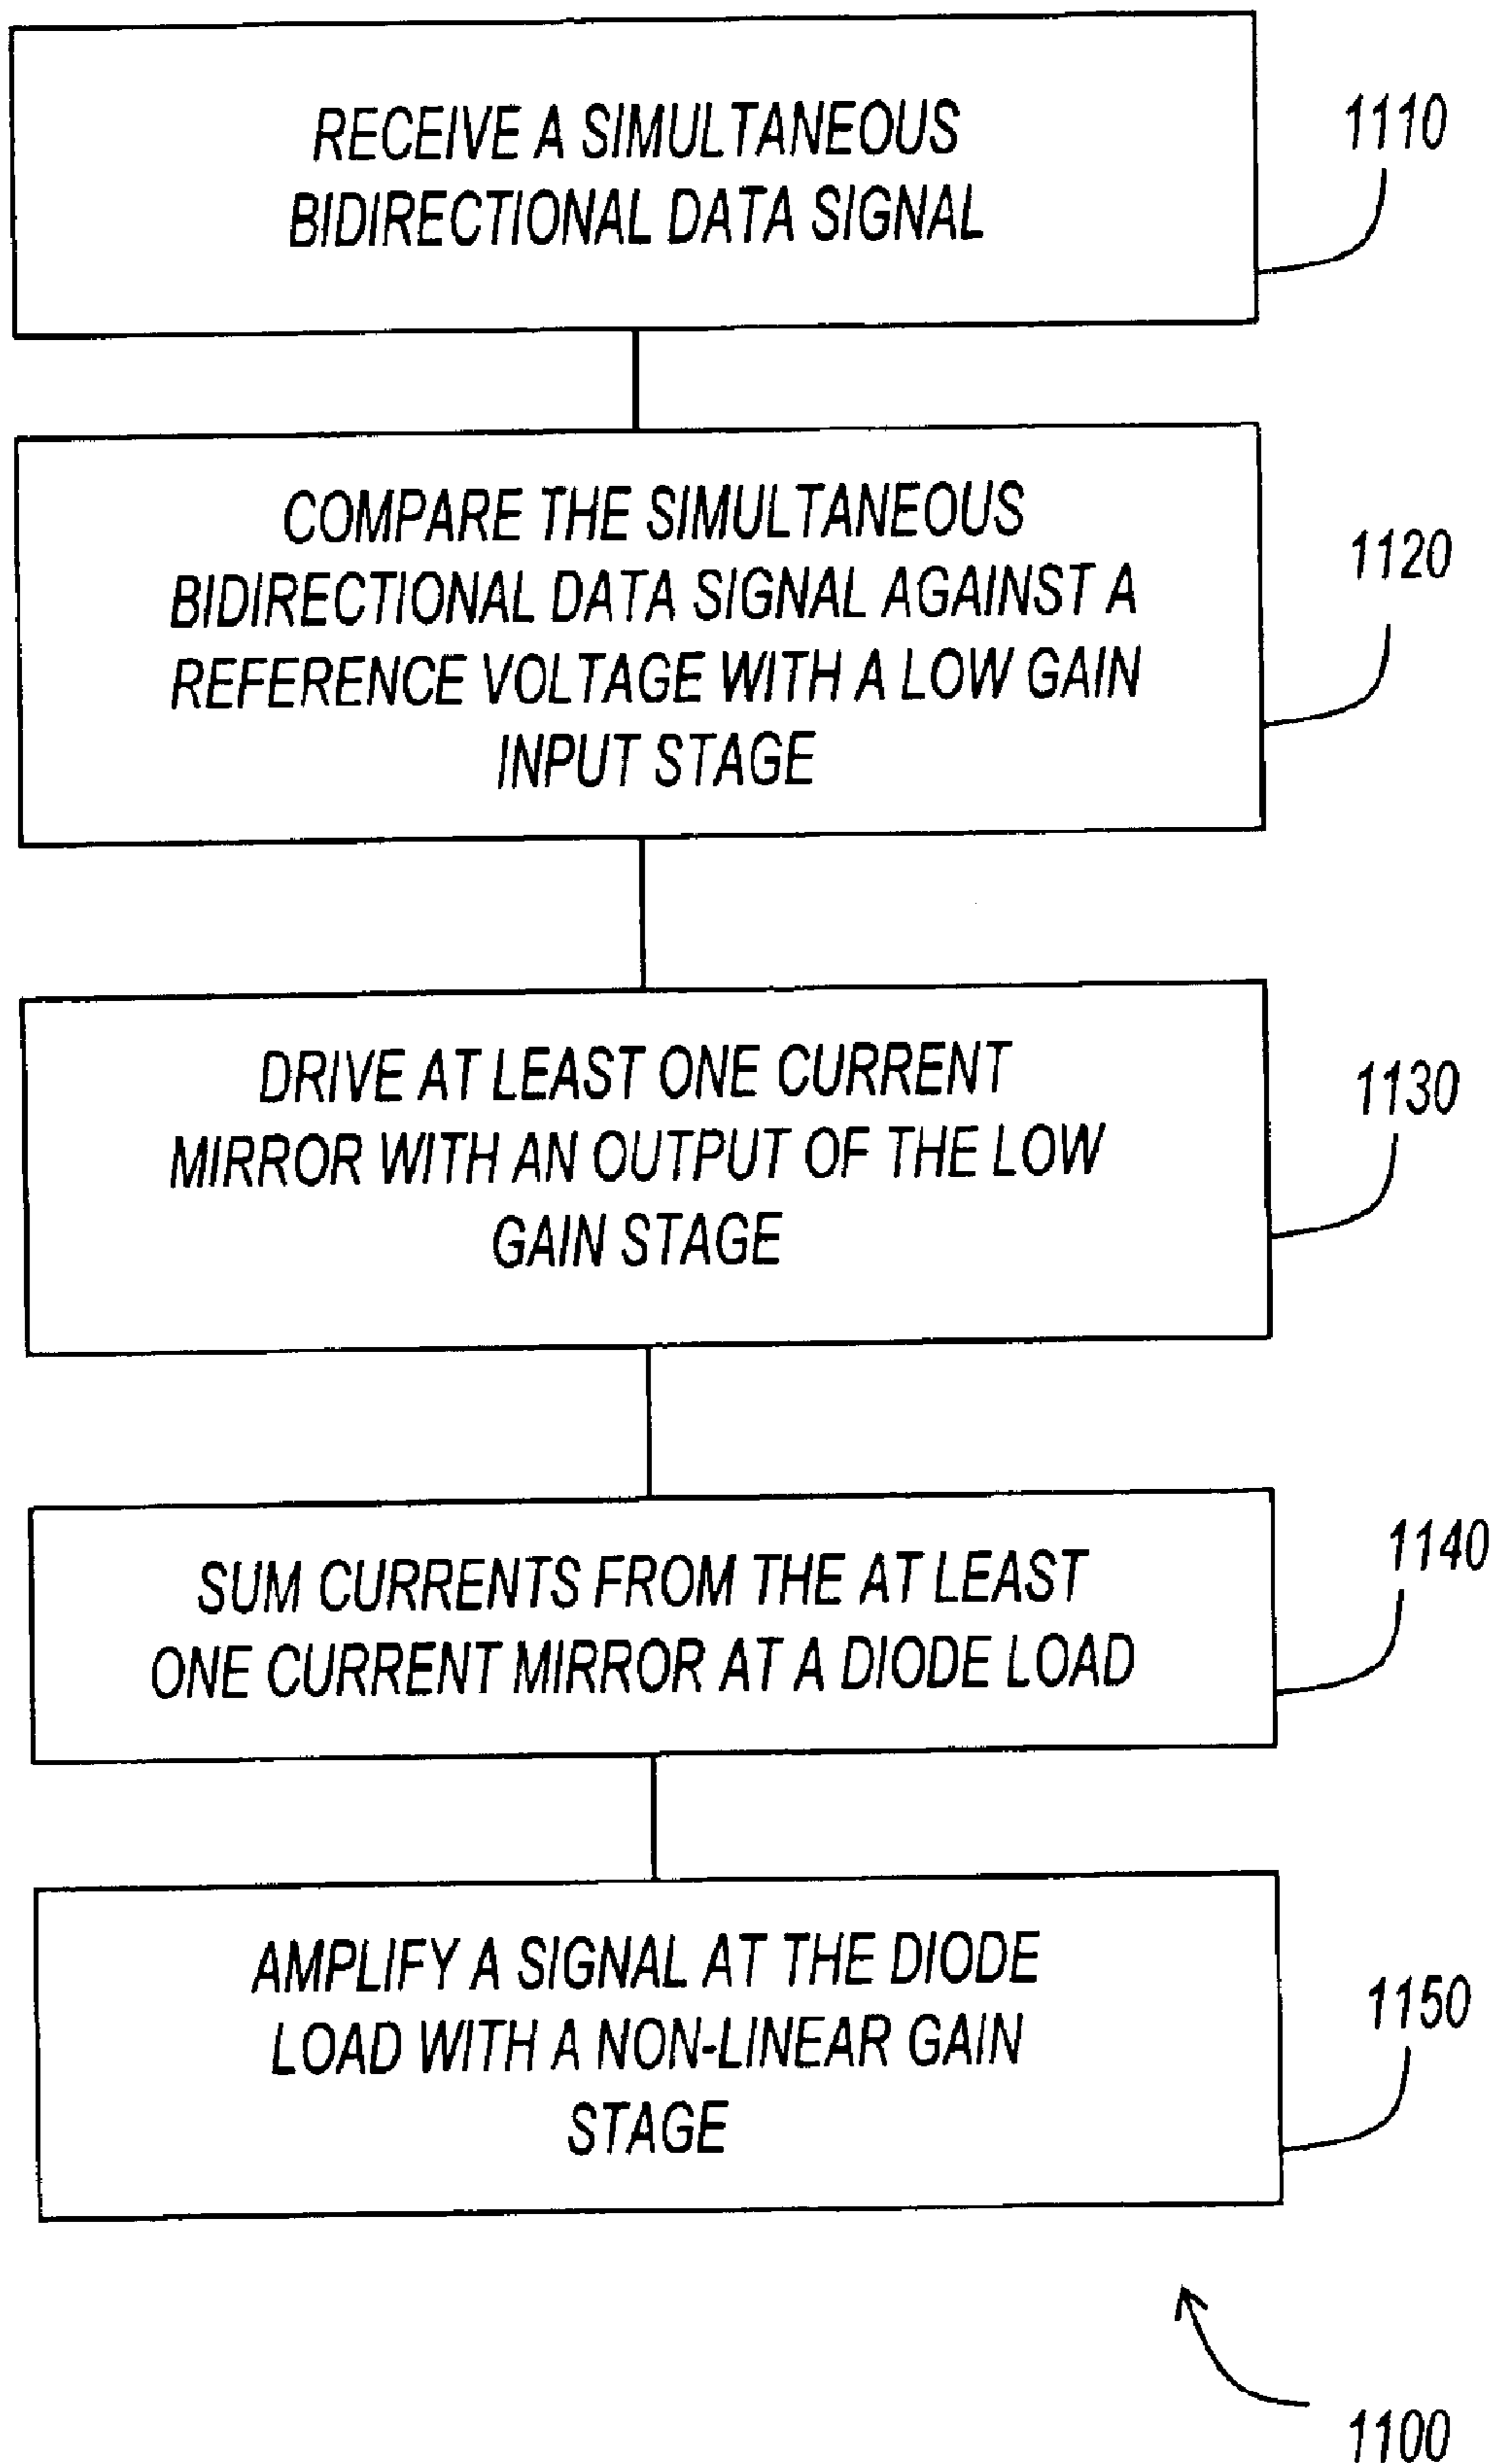 RECEIVE A SIMULTANEOUS
BIDIRECTIONAL DATA SIGNAL
1110
COMPARE THE SIMULTANEOUS
BIDIRECTIONAL DATA SIGNAL AGAINST A
REFERENCE VOLTAGE WITH A LOW GAIN
INPUT STAGE
1120
DRIVE AT LEAST ONE CURRENT
MIRROR WITH AN OUTPUT OF THE LOW
GAIN STAGE
1130
SUM CURRENTS FROM THE AT LEAST
ONE CURRENT MIRROR AT A DIODE LOAD
1140
AMPLIFY A SIGNAL AT THE DIODE
LOAD WITH A NON-LINEAR GAIN
STAGE
1150
1100